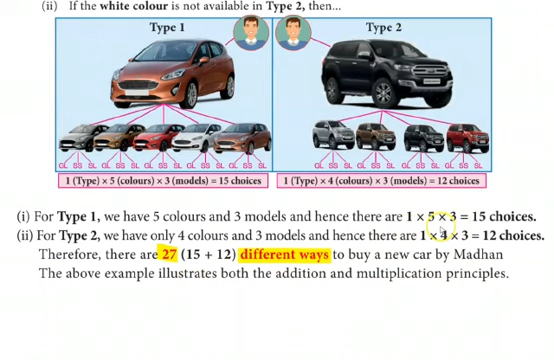 (ii) If the white colour is not available in Type 2, then...
Type 1
Type 2
GL SS SL GL SS SL GL SS SL GL SS SL GL SS SL
GL SS SL GL SS SL GL SS SL GL SS SL
1 (Type) × 5 (colours) × 3 (models) = 15 choices
1 (Type) × 4 (colours) × 3 (models) = 12 choices
(i) For Type 1, we have 5 colours and 3 models and hence there are 1 × 5 × 3 = 15 choices.
(ii) For Type 2, we have only 4 colours and 3 models and hence there are 1 × 4 × 3 = 12 choices.
Therefore, there are 27 (15 + 12) different ways to buy a new car by Madhan
The above example illustrates both the addition and multiplication principles.